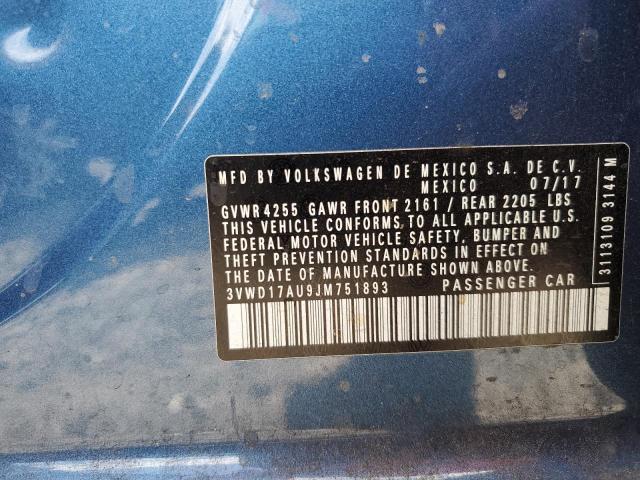 MFD BY VOLKSWAGEN DE MEXICO S.A. DE C.V.
MEXICO 07/17
GVWR 4255 GAWR FRONT 2161 / REAR 2205 LBS
THIS VEHICLE CONFORMS TO ALL APPLICABLE U.S.
FEDERAL MOTOR VEHICLE SAFETY, BUMPER AND
THEFT PREVENTION STANDARDS IN EFFECT ON
THE DATE OF MANUFACTURE SHOWN ABOVE.
3VWD17AU9JM751893 PASSENGER CAR
31113109 3144 M